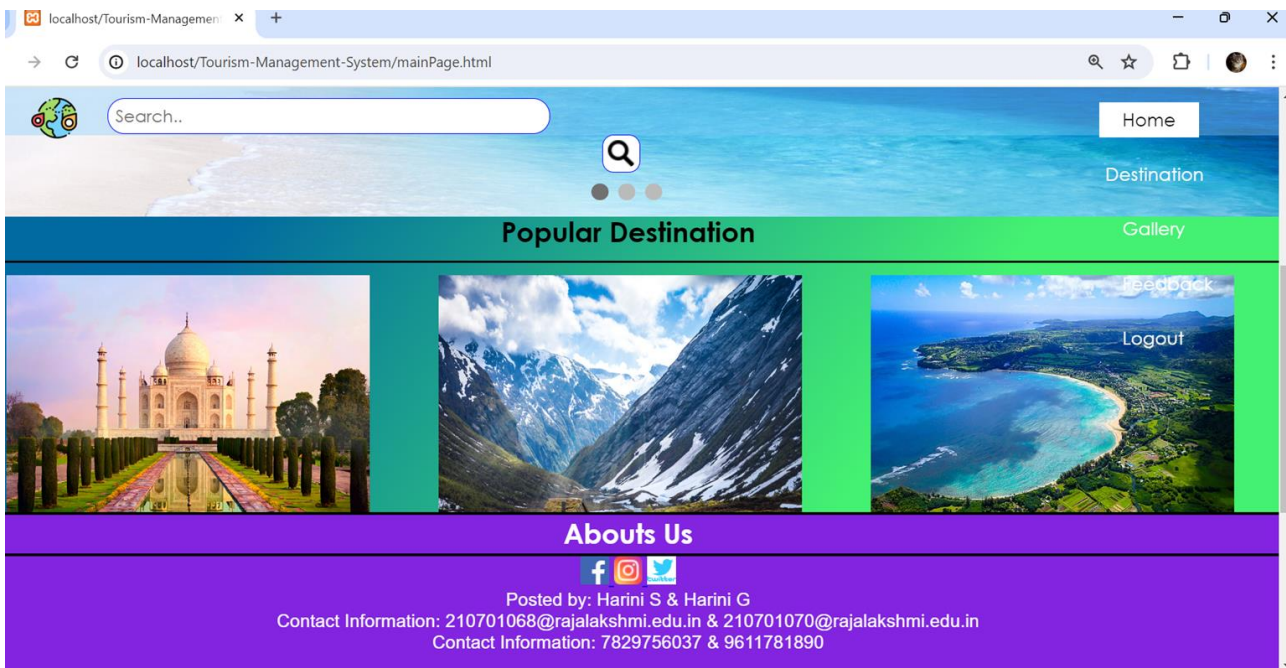 localhost/Tourism-Managemen
localhost/Tourism-Management-System/mainPage.html
Search..
Home
Destination
Popular Destination
Gallery
Feedback
Logout
Abouts Us
Posted by: Harini S & Harini G
Contact Information: 210701068@rajalakshmi.edu.in & 210701070@rajalakshmi.edu.in
Contact Information: 7829756037 & 9611781890